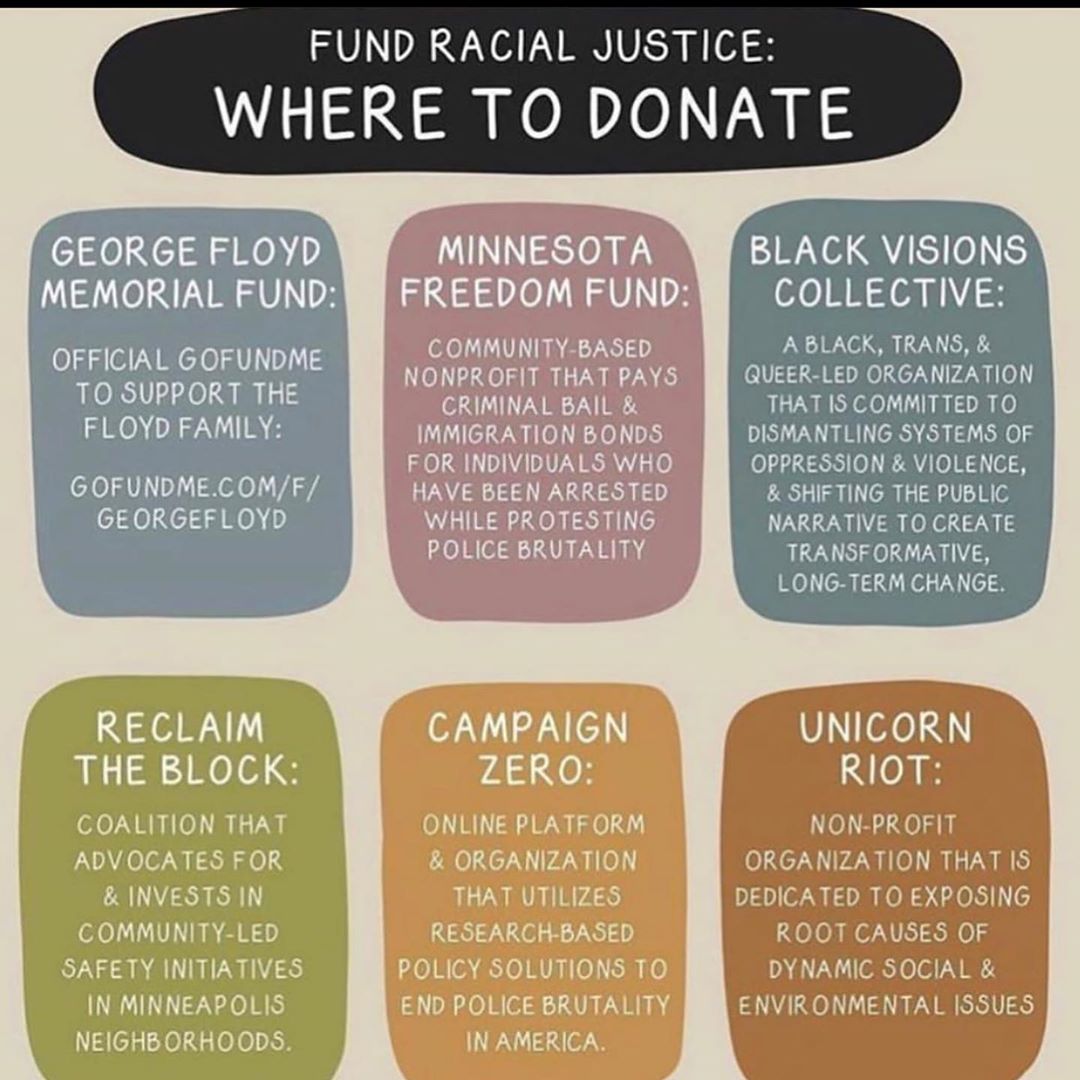 FUND RACIAL JUSTICE:
WHERE TO DONATE
GEORGE FLOYD
MEMORIAL FUND:
OFFICIAL GOFUNDME
TO SUPPORT THE
FLOYD FAMILY:
GOFUNDME.COM/F/
GEORGEFLOYD
MINNESOTA
FREEDOM FUND:
COMMUNITY-BASED
NONPROFIT THAT PAYS
CRIMINAL BAIL &
IMMIGRATION BONDS
FOR INDIVIDUALS WHO
HAVE BEEN ARRESTED
WHILE PROTESTING
POLICE BRUTALITY
BLACK VISIONS
COLLECTIVE:
A BLACK, TRANS, &
QUEER-LED ORGANIZATION
THAT IS COMMITTED TO
DISMANTLING SYSTEMS OF
OPPRESSION & VIOLENCE,
& SHIFTING THE PUBLIC
NARRATIVE TO CREATE
TRANSFORMATIVE,
LONG-TERM CHANGE.
RECLAIM
THE BLOCK:
COALITION THAT
ADVOCATES FOR
& INVESTS IN
COMMUNITY-LED
SAFETY INITIATIVES
IN MINNEAPOLIS
NEIGHBORHOODS.
CAMPAIGN
ZERO:
ONLINE PLATFORM
& ORGANIZATION
THAT UTILIZES
RESEARCH-BASED
POLICY SOLUTIONS TO
END POLICE BRUTALITY
IN AMERICA.
UNICORN
RIOT:
NON-PROFIT
ORGANIZATION THAT IS
DEDICATED TO EXPOSING
ROOT CAUSES OF
DYNAMIC SOCIAL &
ENVIRONMENTAL ISSUES